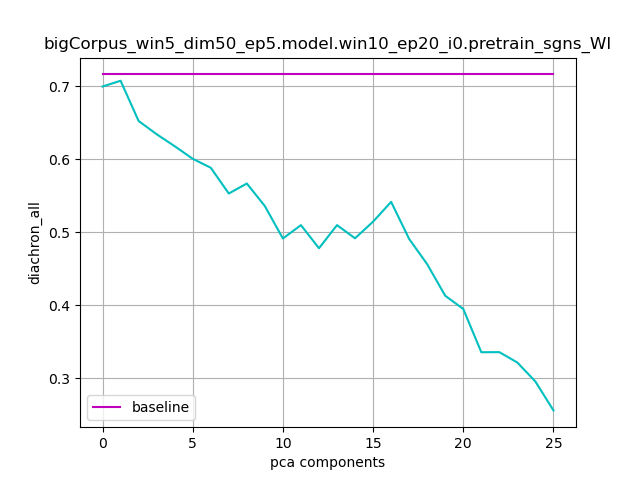 bigCorpus_win5_dim50_ep5.model.win10_ep20_i0.pretrain_sgns_WI
diachron_all
0.7
0.6
0.5
0.4
0.3
baseline
0 5 10 15 20 25
pca components